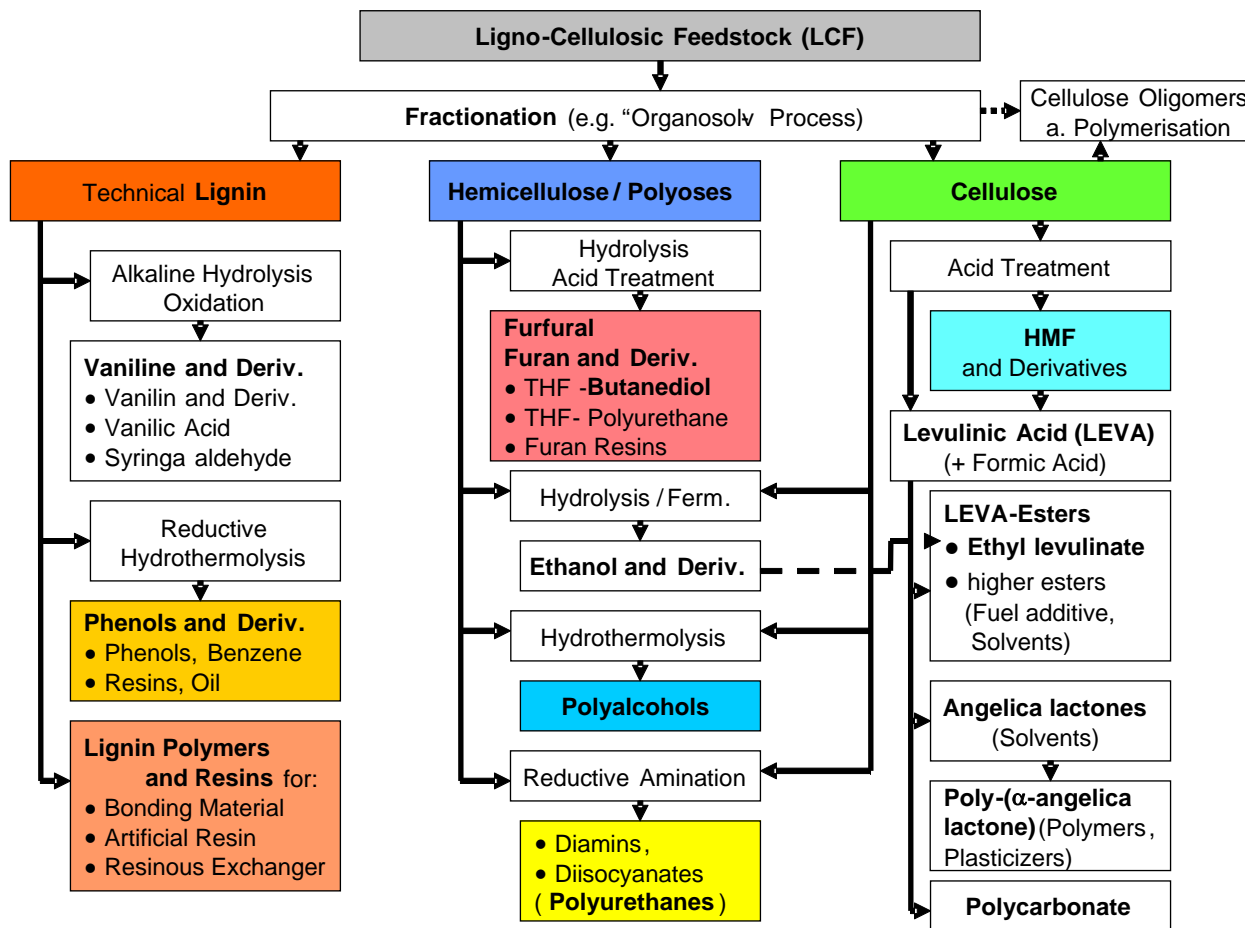 Ligno-Cellulosic Feedstock (LCF)
Fractionation (e.g. “Organosolv Process)
Cellulose Oligomers
a. Polymerisation
Technical Lignin
Alkaline Hydrolysis
Oxidation
Vaniline and Deriv.
● Vanilin and Deriv.
● Vanilic Acid
● Syringa aldehyde
Reductive
Hydrothermolysis
Phenols and Deriv.
● Phenols, Benzene
● Resins, Oil
Lignin Polymers
and Resins for:
● Bonding Material
● Artificial Resin
● Resinous Exchanger
Hemicellulose / Polyoses
Hydrolysis
Acid Treatment
Furfural
Furan and Deriv.
● THF -Butanediol
● THF- Polyurethane
● Furan Resins
Hydrolysis / Ferm.
Ethanol and Deriv.
Hydrothermolysis
Polyalcohols
Reductive Amination
● Diamins,
● Diisocyanates
( Polyurethanes )
Cellulose
Acid Treatment
HMF
and Derivatives
Levulinic Acid (LEVA)
(+ Formic Acid)
LEVA-Esters
● Ethyl levulinate
● higher esters
(Fuel additive,
Solvents)
Angelica lactones
(Solvents)
Poly-(α-angelica
lactone) (Polymers,
Plasticizers)
Polycarbonate